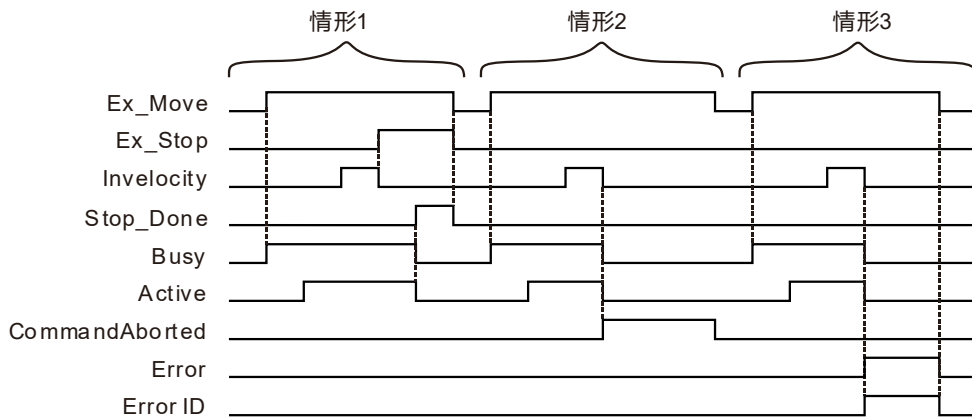 情形1 情形2 情形3
Ex_Move
Ex_Stop
Invelocity
Stop_Done
Busy
Active
CommandAborted
Error
Error ID